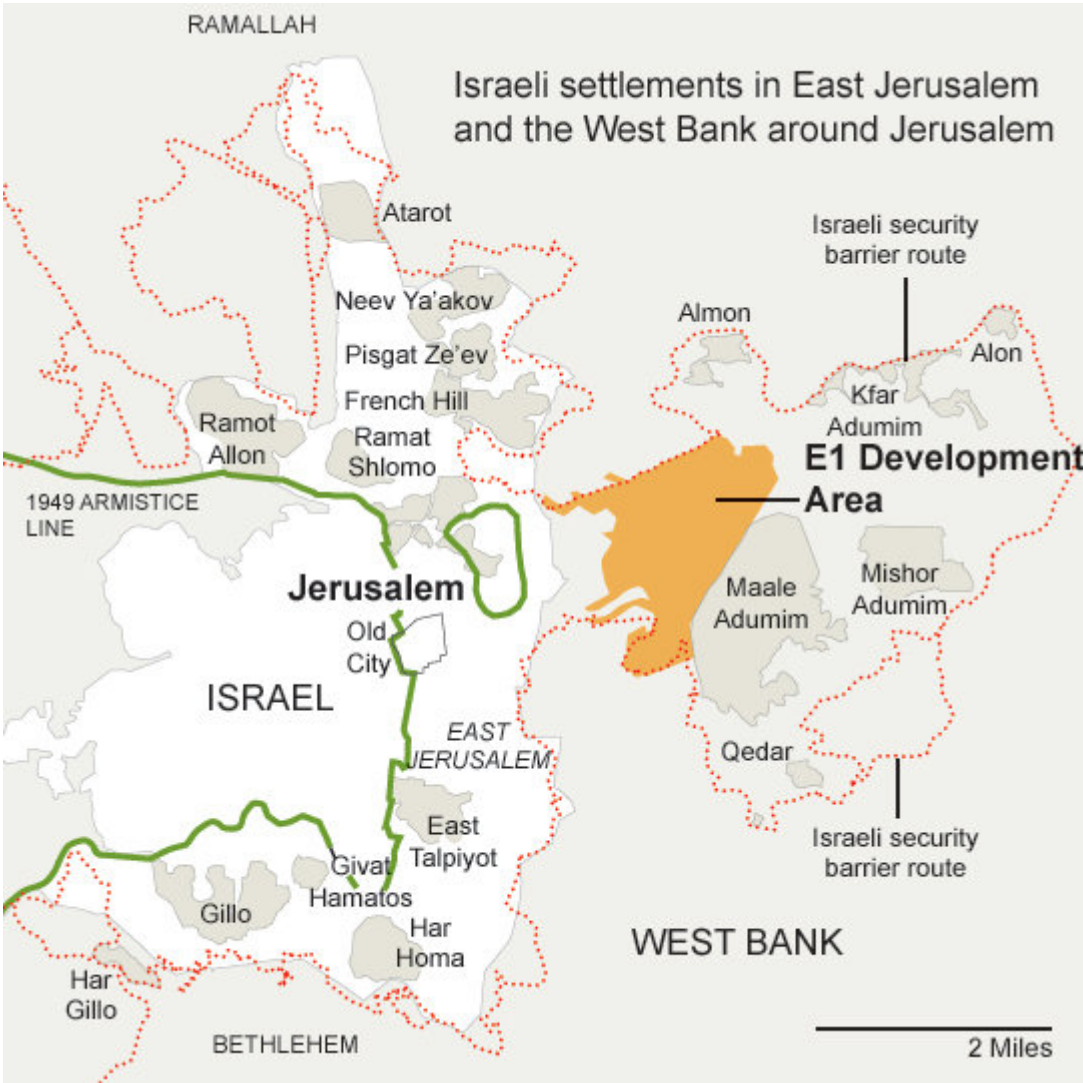 RAMALLAH
Israeli settlements in East Jerusalem
and the West Bank around Jerusalem
Atarot
Israeli security
barrier route
Neev Ya'akov
Almon
Pisgat Ze'ev
Alon
French Hill
Kfar
Adumim
Ramot
Allon
Ramat
Shlomo
E1 Development
Area
1949 ARMISTICE
LINE
Jerusalem
Maale
Adumim
Mishor
Adumim
Old
City
ISRAEL
EAST
JERUSALEM
Qedar
East
Talpiyot
Israeli security
barrier route
Givat
Hamatos
Gillo
Har
Homa
WEST BANK
Har
Gillo
BETHLEHEM
2 Miles